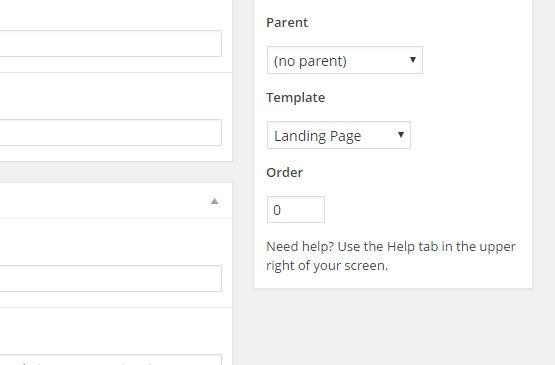 Parent
(no parent)
Template
Landing Page
Order
0
Need help? Use the Help tab in the upper
right of your screen.